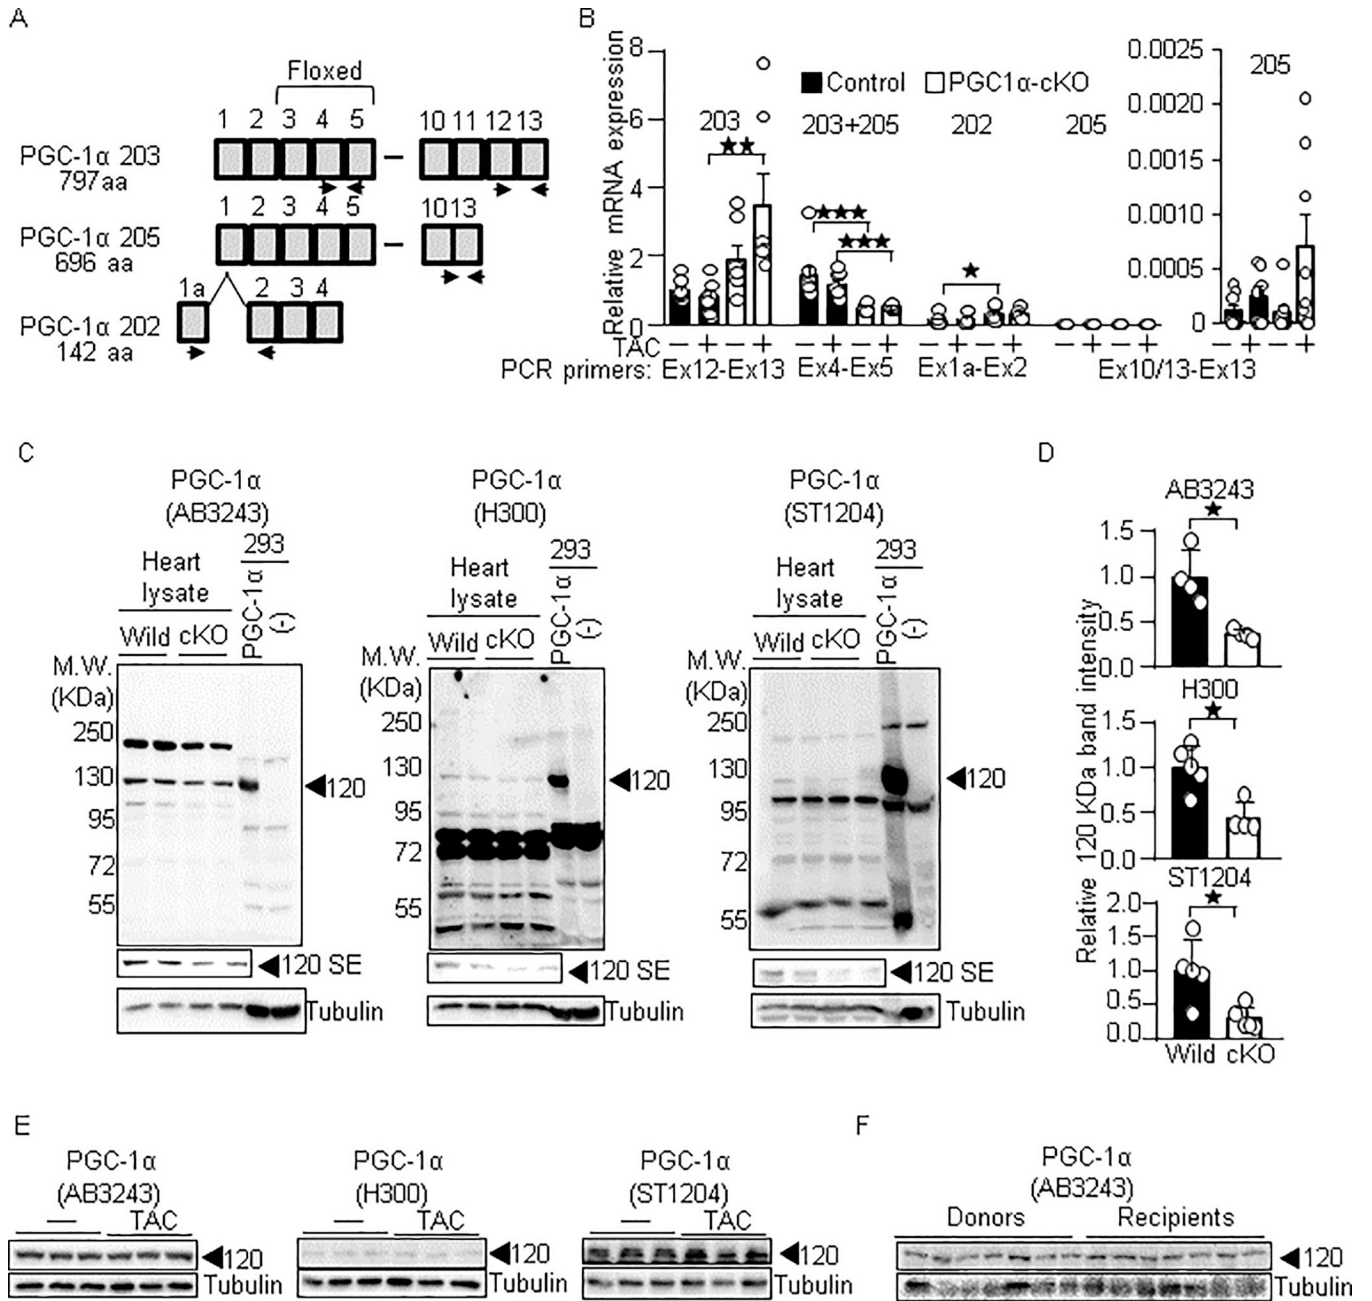 A
Floxed
1 2 3 4 5 10 11 12 13
PGC-1α 203
797aa
1 2 3 4 5 10 13
PGC-1α 205
696 aa
1a 2 3 4
PGC-1α 202
142 aa
B
Relative mRNA expression
8
6
4
2
0
Control PGC1α-cKO
203 203+205 202 205
★★
★★★
★★★
★
0.0025
0.0020
0.0015
0.0010
0.0005
0
205
TAC − + − + − + − + − + − + − + − + − + − +
PCR primers: Ex12-Ex13 Ex4-Ex5 Ex1a-Ex2 Ex10/13-Ex13
C
PGC-1α
(AB3243)
Heart
lysate
293
Wild cKO
PGC-1α
(-)
M.W.
(KDa)
250
130
95
72
55
120
120 SE
Tubulin
PGC-1α
(H300)
Heart
lysate
293
Wild cKO
PGC-1α
(-)
M.W.
(KDa)
250
130
95
72
55
120
120 SE
Tubulin
PGC-1α
(ST1204)
Heart
lysate
293
Wild cKO
PGC-1α
(-)
M.W.
(KDa)
250
130
95
72
55
120
120 SE
Tubulin
D
Relative 120 KDa band intensity
AB3243
★
1.5
1.0
0.5
0.0
H300
★
1.5
1.0
0.5
0.0
ST1204
★
2.0
1.5
1.0
0.5
0.0
Wild cKO
E
PGC-1α
(AB3243)
— TAC
120
Tubulin
PGC-1α
(H300)
— TAC
120
Tubulin
PGC-1α
(ST1204)
— TAC
120
Tubulin
F
PGC-1α
(AB3243)
Donors Recipients
120
Tubulin